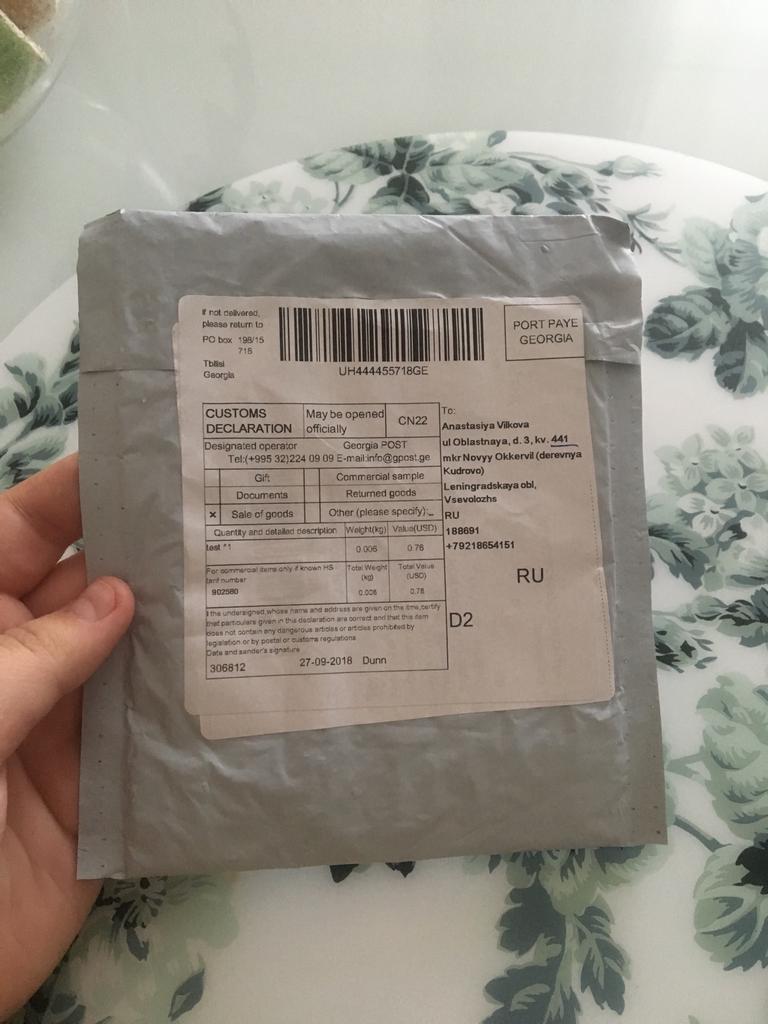 If not delivered,
please return to
PO box 198/15
715
Tbilisi
Georgia
UH444455718GE
PORT PAYE
GEORGIA
CUSTOMS
DECLARATION
May be opened
officially
CN22
Designated operator Georgia POST
Tel:(+995 32)224 09 09 E-mail:info@gpost.ge
Gift Commercial sample
Documents Returned goods
x Sale of goods Other (please specify):_
Quantity and detailed description Weight(kg) Value(USD)
test *1 0.006 0.76
For commercial items only if known HS
tarif number
Total Weight
(kg)
Total Value
(USD)
902580 0.006 0.76
I the undersigned,whose name and address are given on the item,certify
that particulars given in this declaration are correct and that this item
does not contain any dangerous articles or articles prohibited by
legislation or by postal or customs regulations
Date and sender's signature
306812 27-09-2018 Dunn
To:
Anastasiya Vilkova
ul Oblastnaya, d. 3, kv. 441
mkr Novyy Okkervil (derevnya
Kudrovo)
Leningradskaya obl,
Vsevolozhs
RU
188691
+79218654151
RU
D2